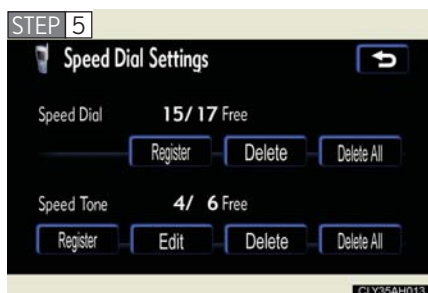 STEP 5
Speed Dial Settings
Speed Dial 15/17 Free
Register Delete Delete All
Speed Tone 4/ 6 Free
Register Edit Delete Delete All
CLY35AH013